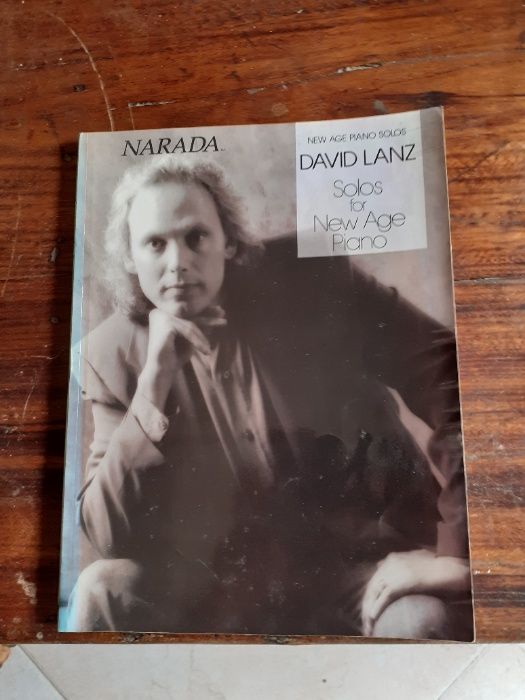 NARADA
NEW AGE PIANO SOLOS
DAVID LANZ
Solos
for
New Age
Piano